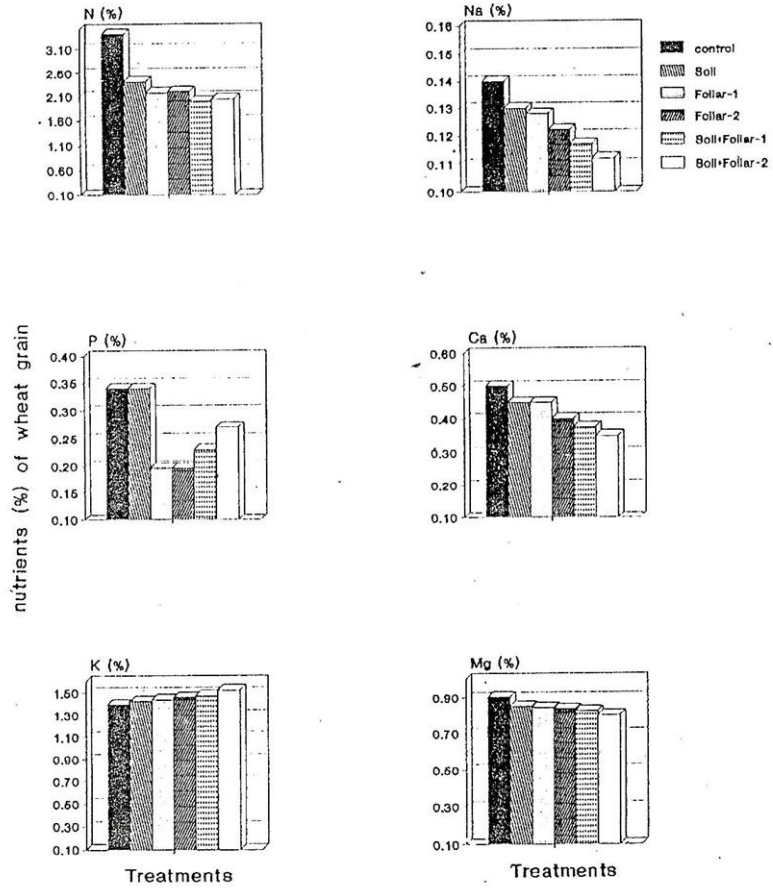 N (%)
3.10
2.60
2.10
1.60
1.10
0.60
0.10
Na (%)
0.16
0.15
0.14
0.13
0.12
0.11
0.10
control
Soil
Foliar-1
Foliar-2
Soil+Foliar-1
Soil+Foliar-2
nutrients (%) of wheat grain
P (%)
0.40
0.35
0.30
0.25
0.20
0.15
0.10
Ca (%)
0.60
0.50
0.40
0.30
0.20
0.10
K (%)
1.50
1.30
1.10
0.90
0.70
0.50
0.30
0.10
Treatments
Mg (%)
0.90
0.70
0.50
0.30
0.10
Treatments